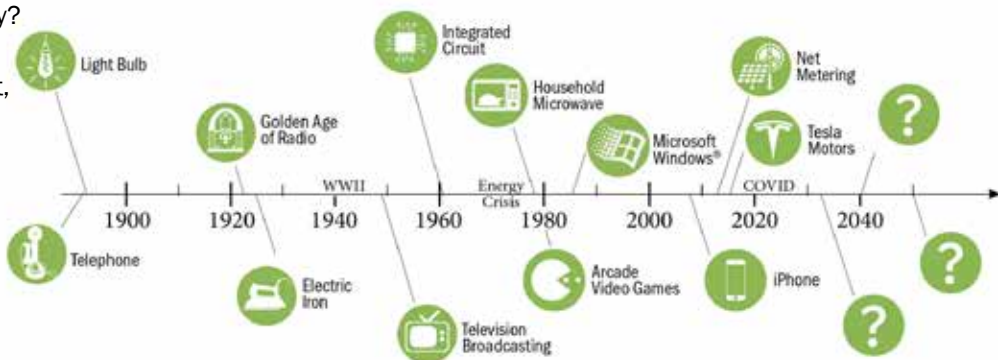 y?
t,
Light Bulb
Integrated
Circuit
Household
Microwave
Net
Metering
Golden Age
of Radio
Microsoft
Windows®
Tesla
Motors
?
WWII
Energy
Crisis
COVID
1900
1920
1940
1960
1980
2000
2020
2040
Telephone
Electric
Iron
Television
Broadcasting
Arcade
Video Games
iPhone
?
?